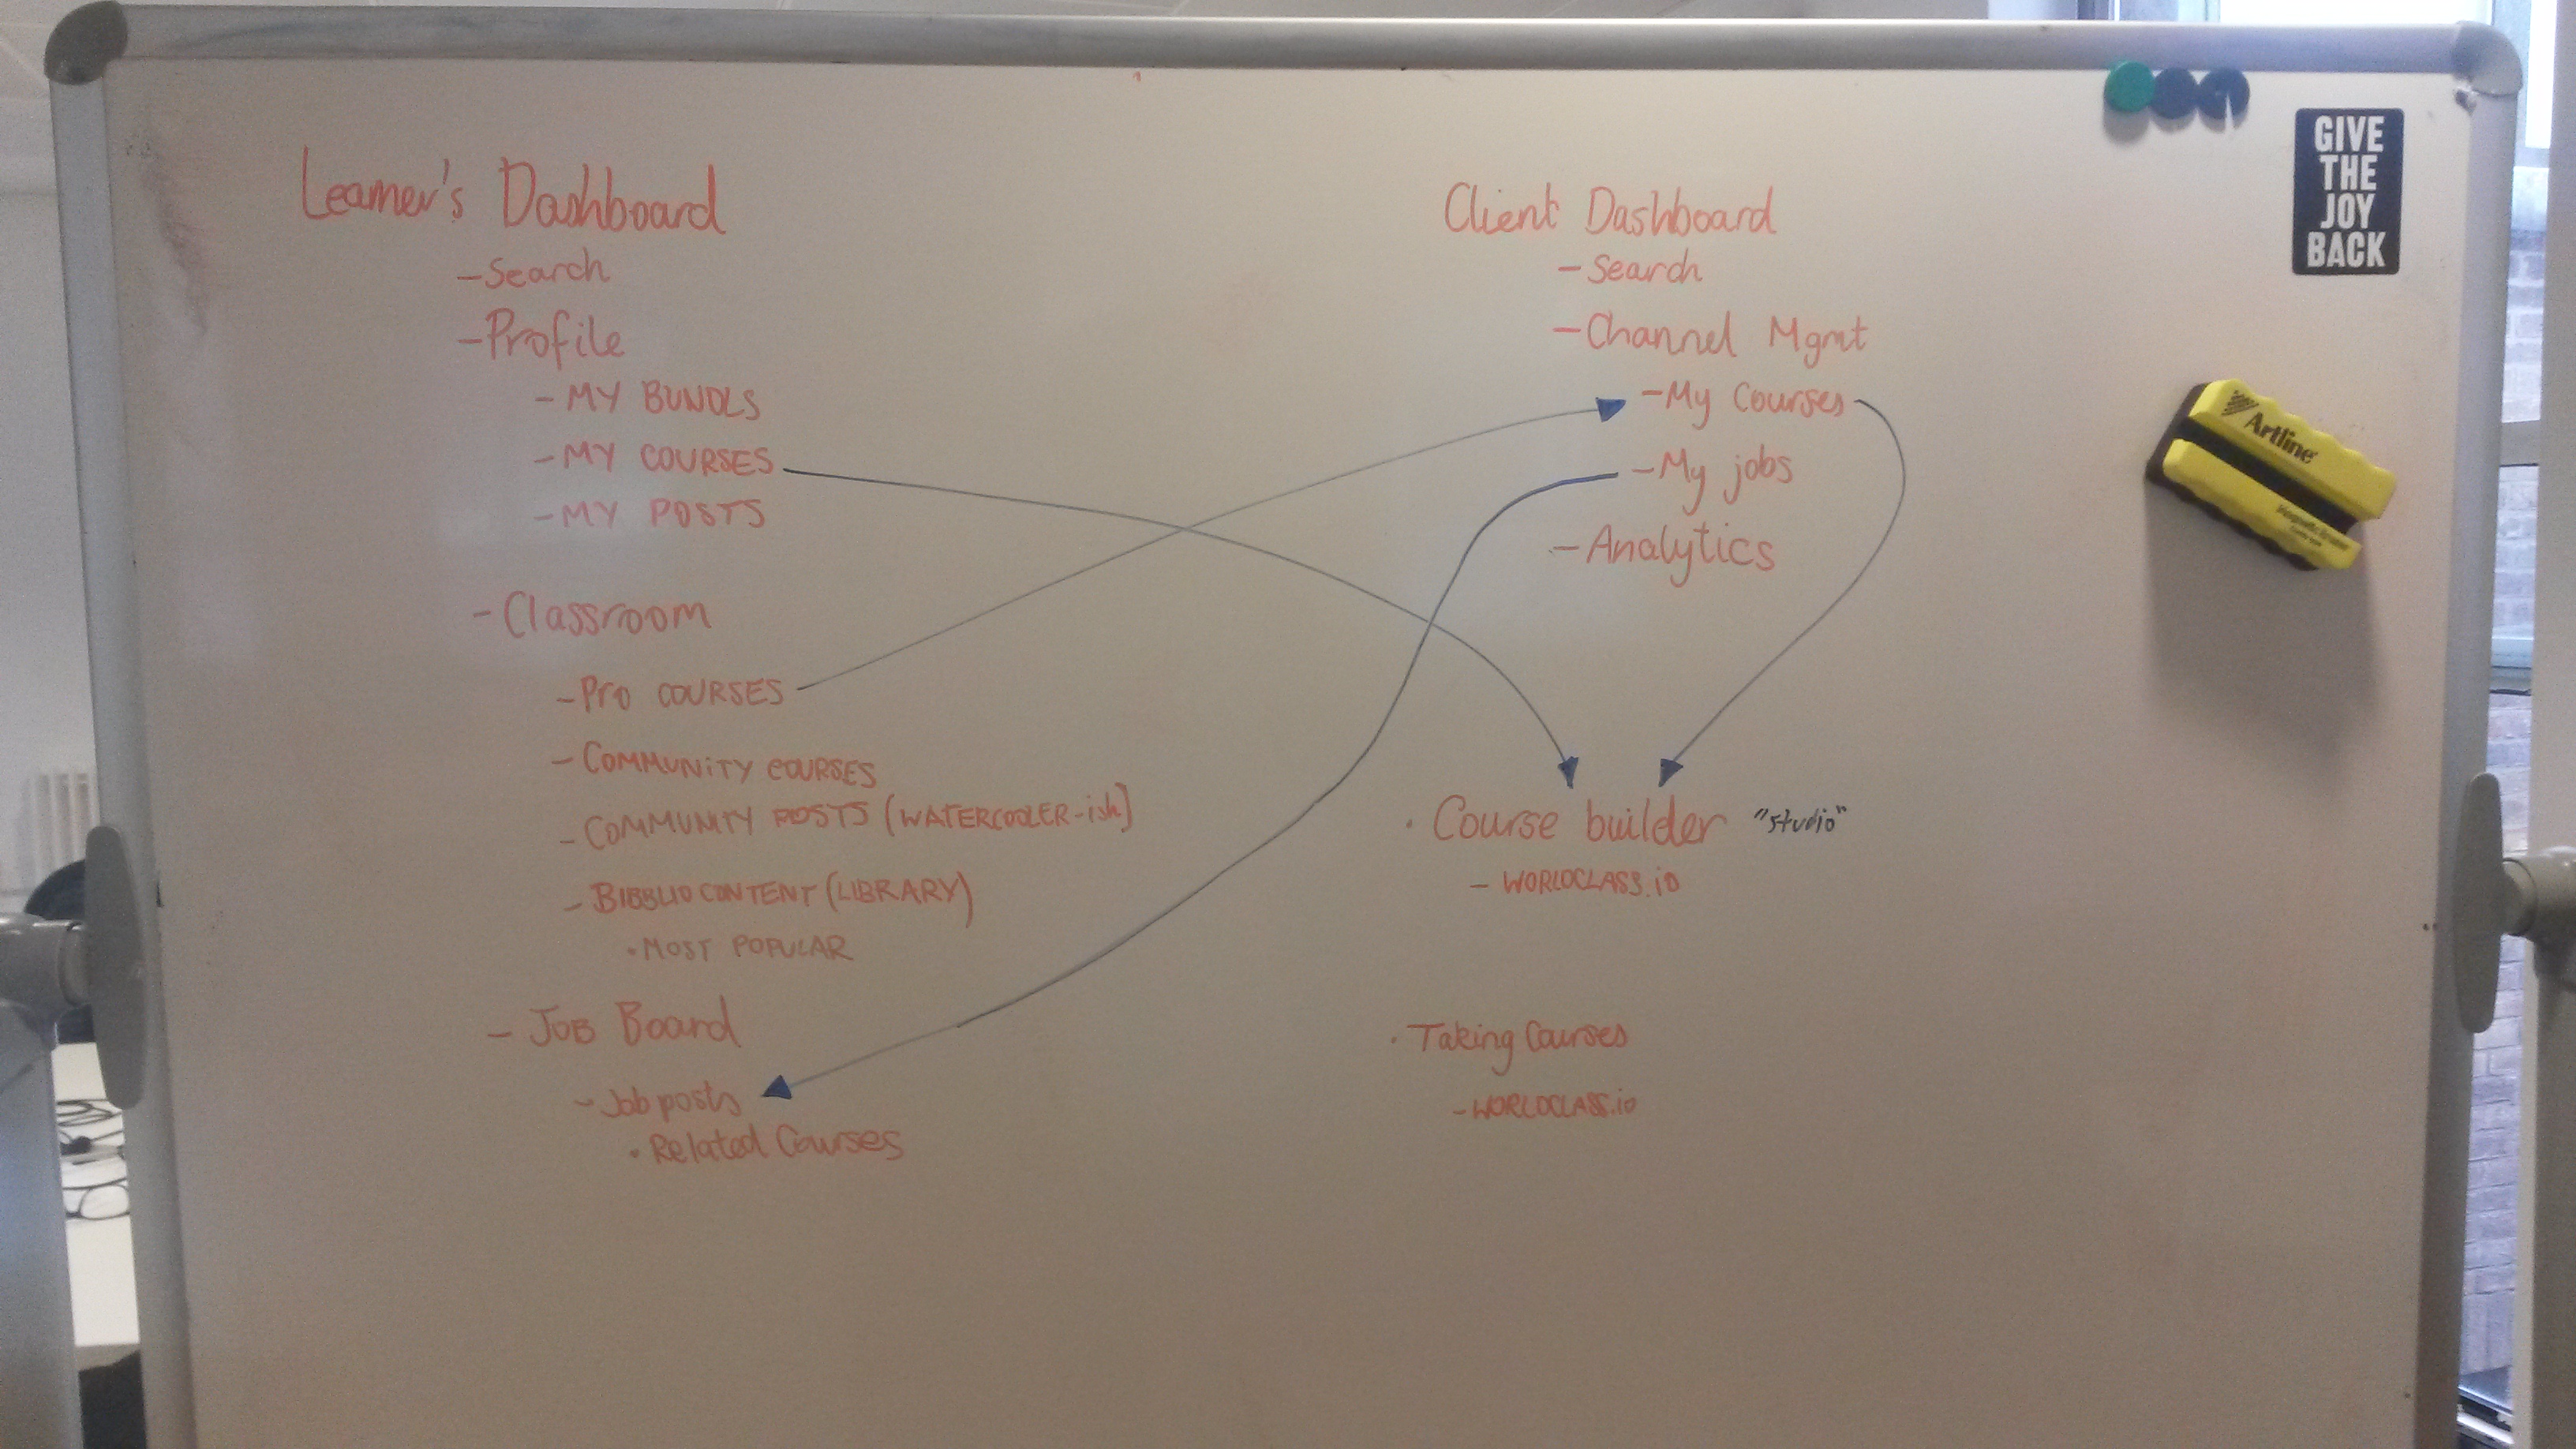 Learner's Dashboard
- Search
- Profile
- MY BUNDLS
- MY COURSES
- MY POSTS
- Classroom
- Pro COURSES
- COMMUNITY COURSES
- COMMUNITY POSTS (WATERCOOLER-ish)
- BIBBLIO CONTENT (LIBRARY)
• MOST POPULAR
- JOB Board
- Job posts
• Related Courses
Client Dashboard
- Search
- Channel Mgmt
- My Courses
- My jobs
- Analytics
• Course builder "studio"
- WORLDCLASS.io
• Taking Courses
- WORLDCLASS.io
GIVE
THE
JOY
BACK
Artline